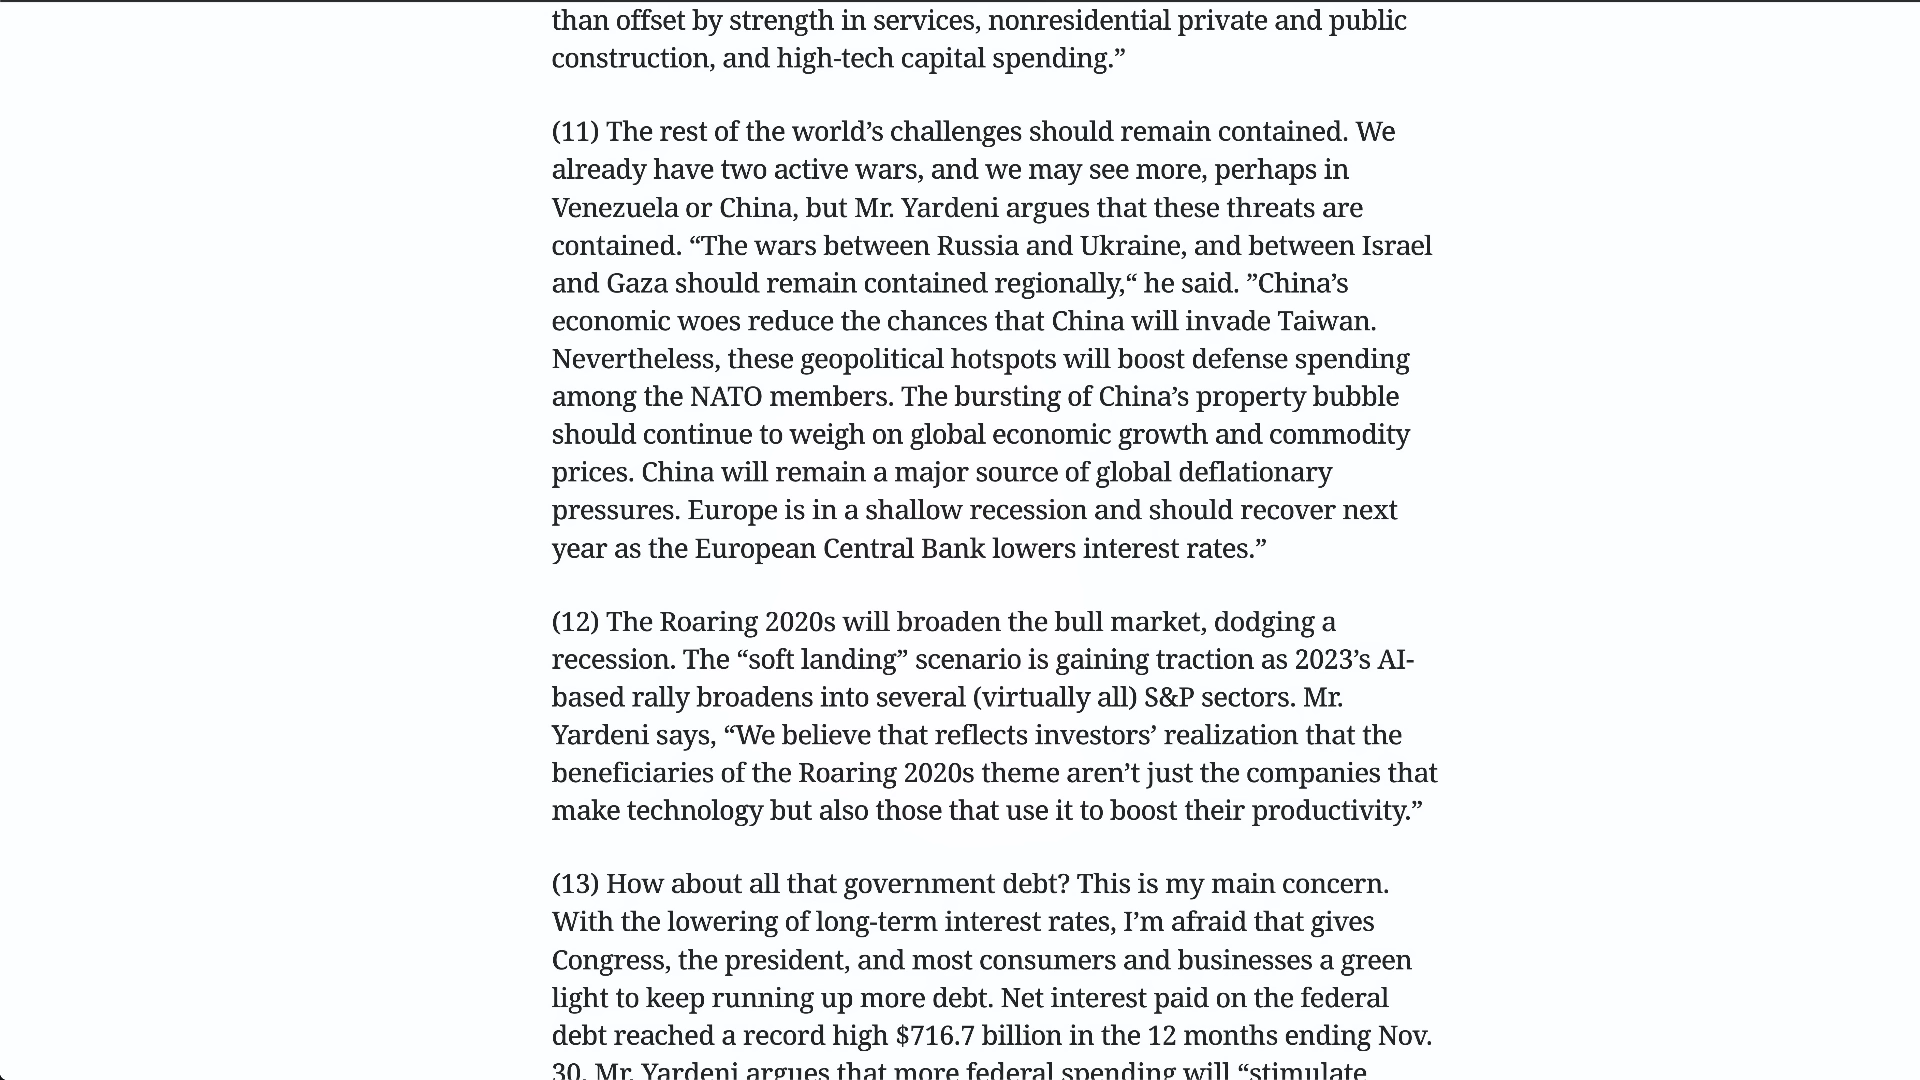 than offset by strength in services, nonresidential private and public
construction, and high-tech capital spending.”
(11) The rest of the world’s challenges should remain contained. We
already have two active wars, and we may see more, perhaps in
Venezuela or China, but Mr. Yardeni argues that these threats are
contained. “The wars between Russia and Ukraine, and between Israel
and Gaza should remain contained regionally,“ he said. ”China’s
economic woes reduce the chances that China will invade Taiwan.
Nevertheless, these geopolitical hotspots will boost defense spending
among the NATO members. The bursting of China’s property bubble
should continue to weigh on global economic growth and commodity
prices. China will remain a major source of global deflationary
pressures. Europe is in a shallow recession and should recover next
year as the European Central Bank lowers interest rates.”
(12) The Roaring 2020s will broaden the bull market, dodging a
recession. The “soft landing” scenario is gaining traction as 2023’s AI-
based rally broadens into several (virtually all) S&P sectors. Mr.
Yardeni says, “We believe that reflects investors’ realization that the
beneficiaries of the Roaring 2020s theme aren’t just the companies that
make technology but also those that use it to boost their productivity.”
(13) How about all that government debt? This is my main concern.
With the lowering of long-term interest rates, I’m afraid that gives
Congress, the president, and most consumers and businesses a green
light to keep running up more debt. Net interest paid on the federal
debt reached a record high $716.7 billion in the 12 months ending Nov.
30. Mr. Yardeni argues that more federal spending will “stimulate